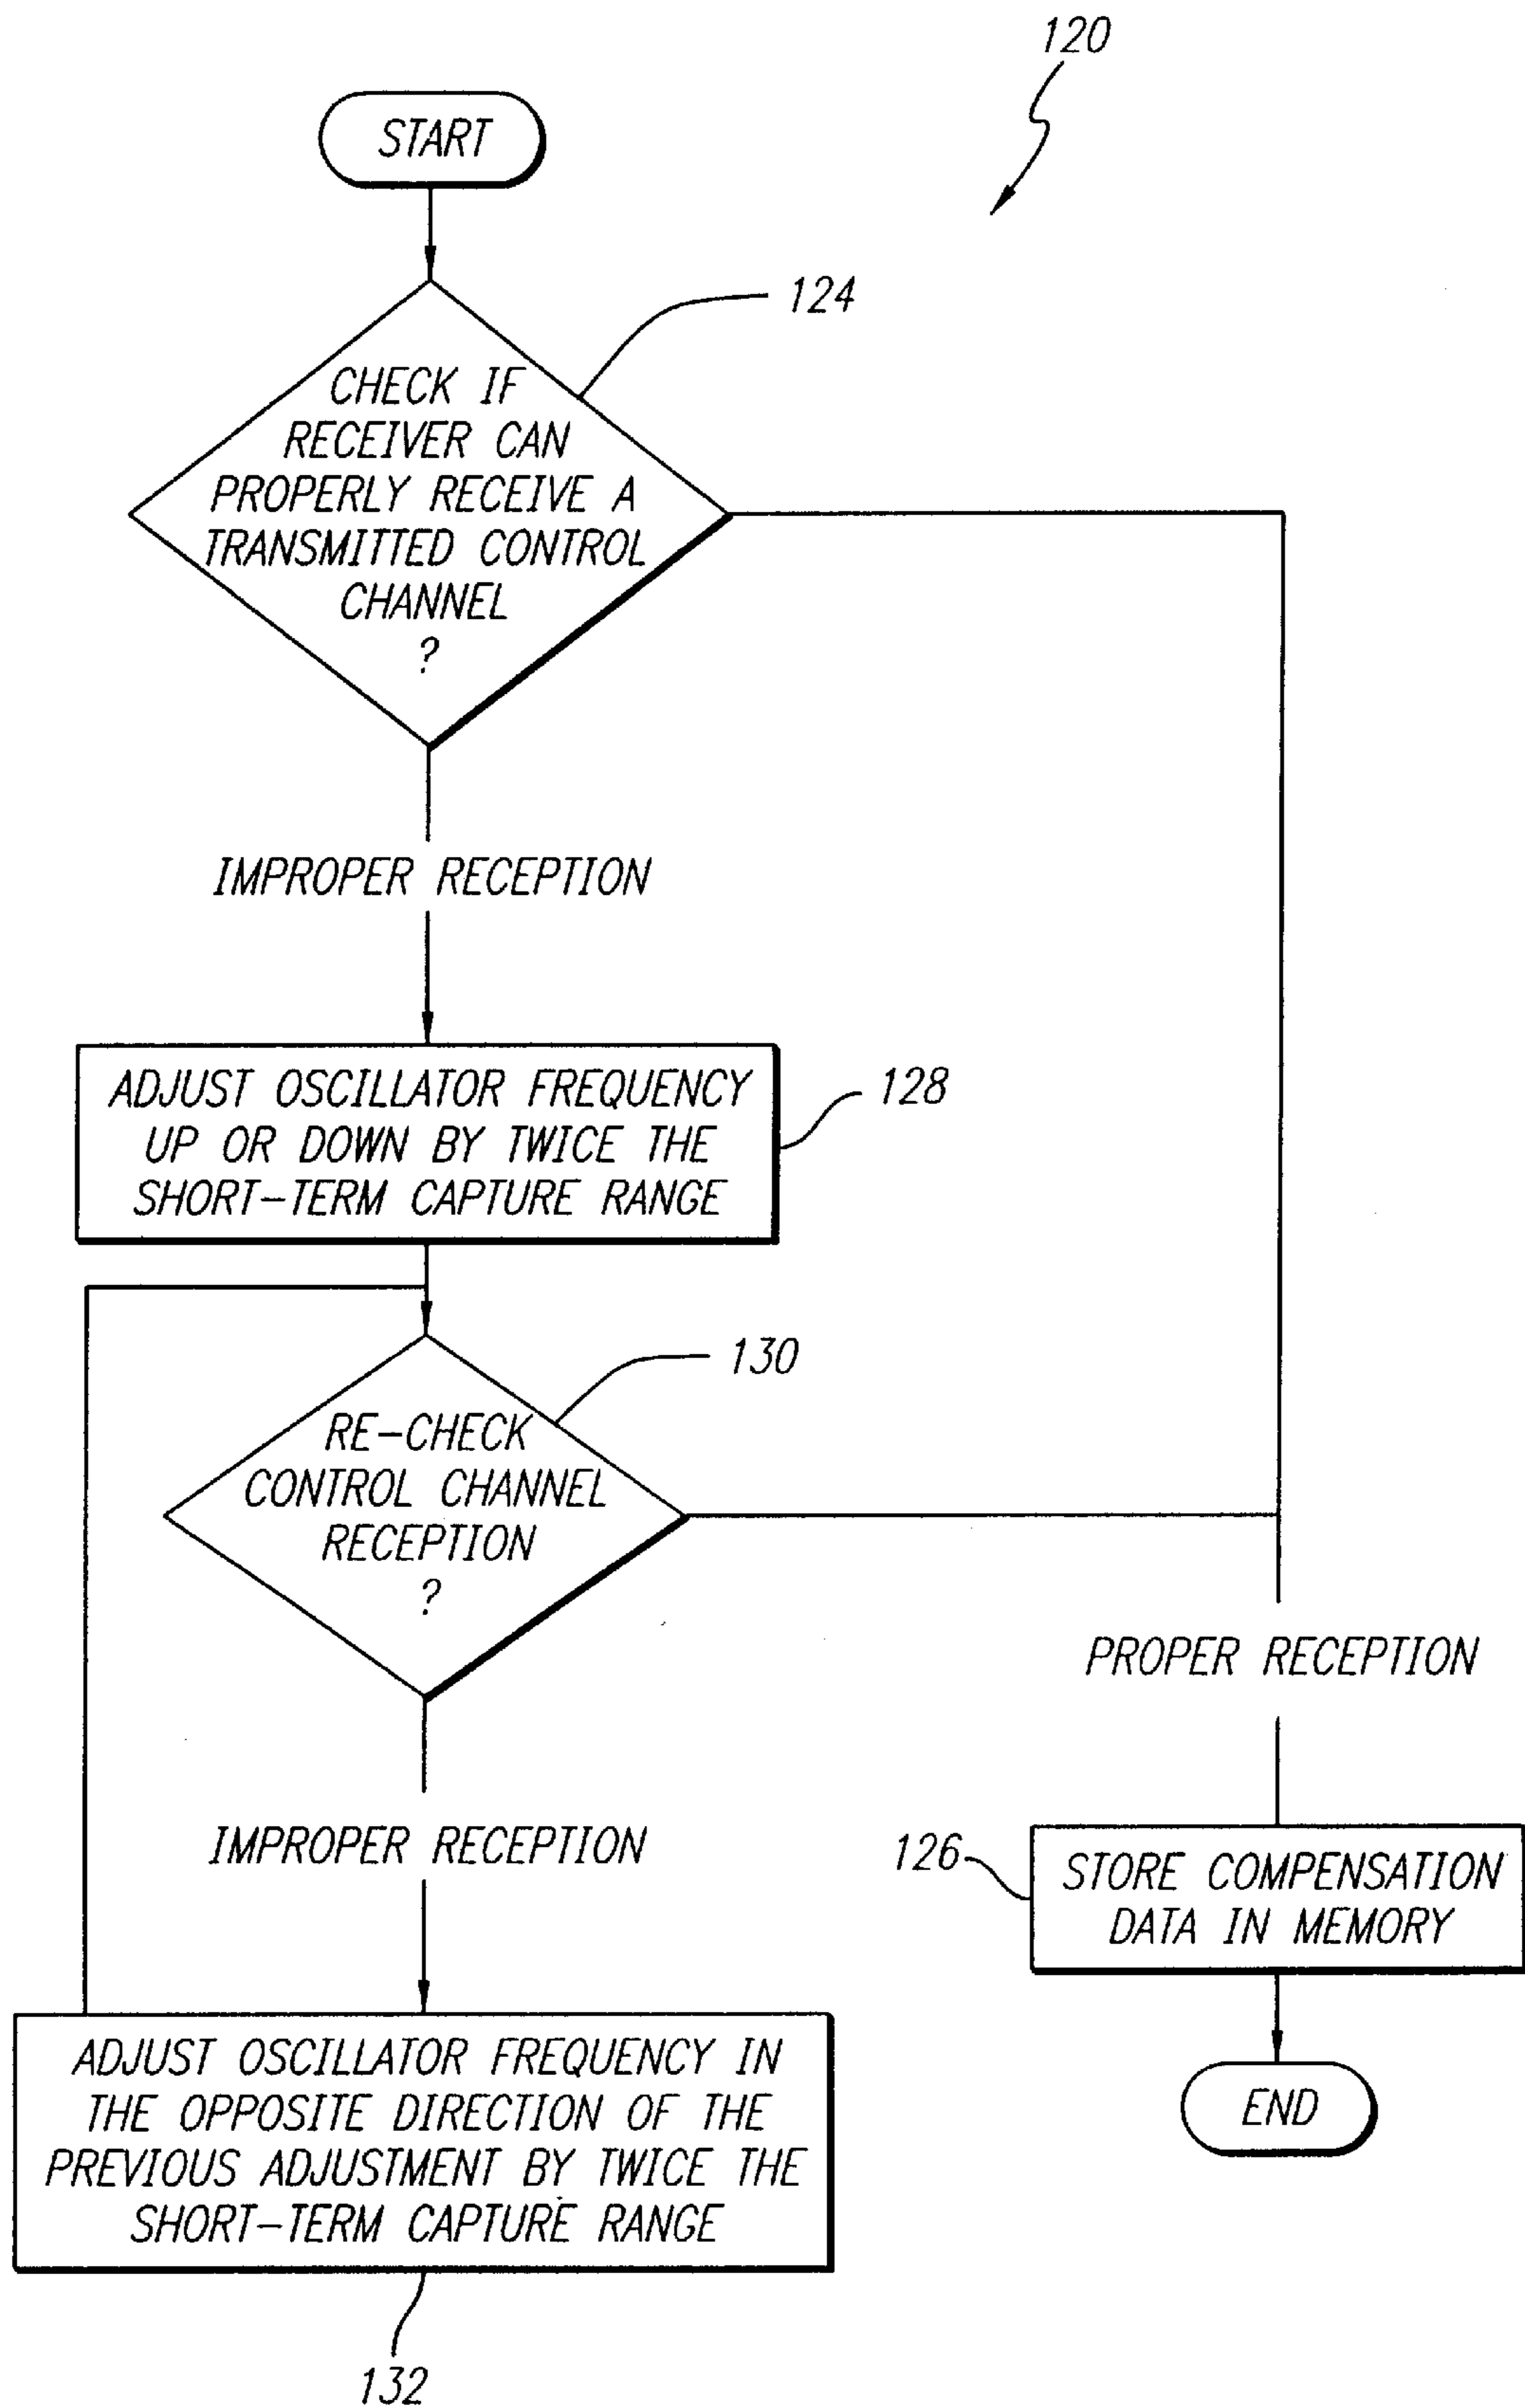 120
START
124
CHECK IF
RECEIVER CAN
PROPERLY RECEIVE A
TRANSMITTED CONTROL
CHANNEL
?
IMPROPER RECEPTION
ADJUST OSCILLATOR FREQUENCY
UP OR DOWN BY TWICE THE
SHORT-TERM CAPTURE RANGE
128
130
RE-CHECK
CONTROL CHANNEL
RECEPTION
?
PROPER RECEPTION
IMPROPER RECEPTION
126
STORE COMPENSATION
DATA IN MEMORY
ADJUST OSCILLATOR FREQUENCY IN
THE OPPOSITE DIRECTION OF THE
PREVIOUS ADJUSTMENT BY TWICE THE
SHORT-TERM CAPTURE RANGE
END
132